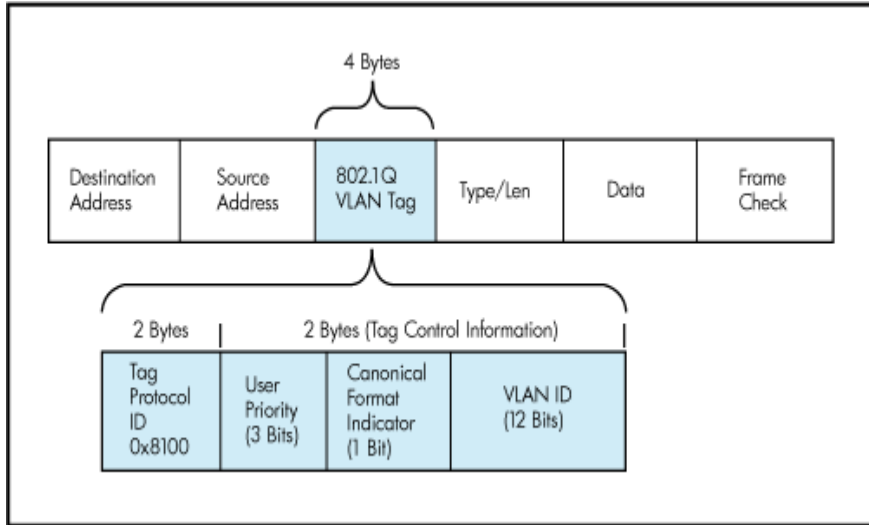 4 Bytes
Destination
Address
Source
Address
802.1Q
VLAN Tag
Type/Len
Data
Frame
Check
2 Bytes
2 Bytes (Tag Control Information)
Tag
Protocol
ID
0x8100
User
Priority
(3 Bits)
Canonical
Format
Indicator
(1 Bit)
VLAN ID
(12 Bits)